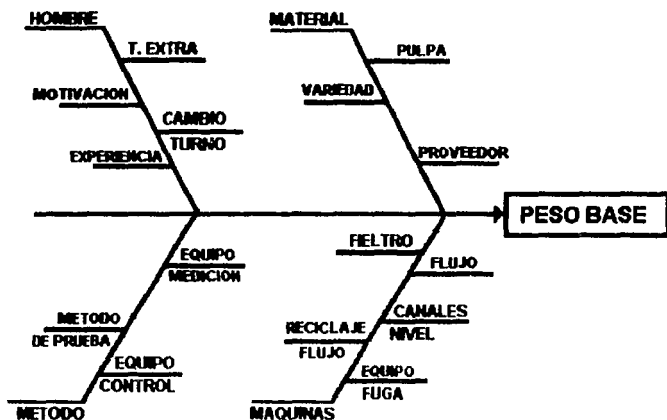 HOMBRE
T. EXTRA
MOTIVACION
CAMBIO
TURNO
EXPERIENCIA
MATERIAL
PULPA
VARIEDAD
PROVEEDOR
PESO BASE
EQUIPO
MEDICION
METODO
DE PRUEBA
EQUIPO
CONTROL
METODO
FIELTRO
FLUJO
CANALES
NIVEL
RECICLAJE
FLUJO
EQUIPO
FUGA
MAQUINAS